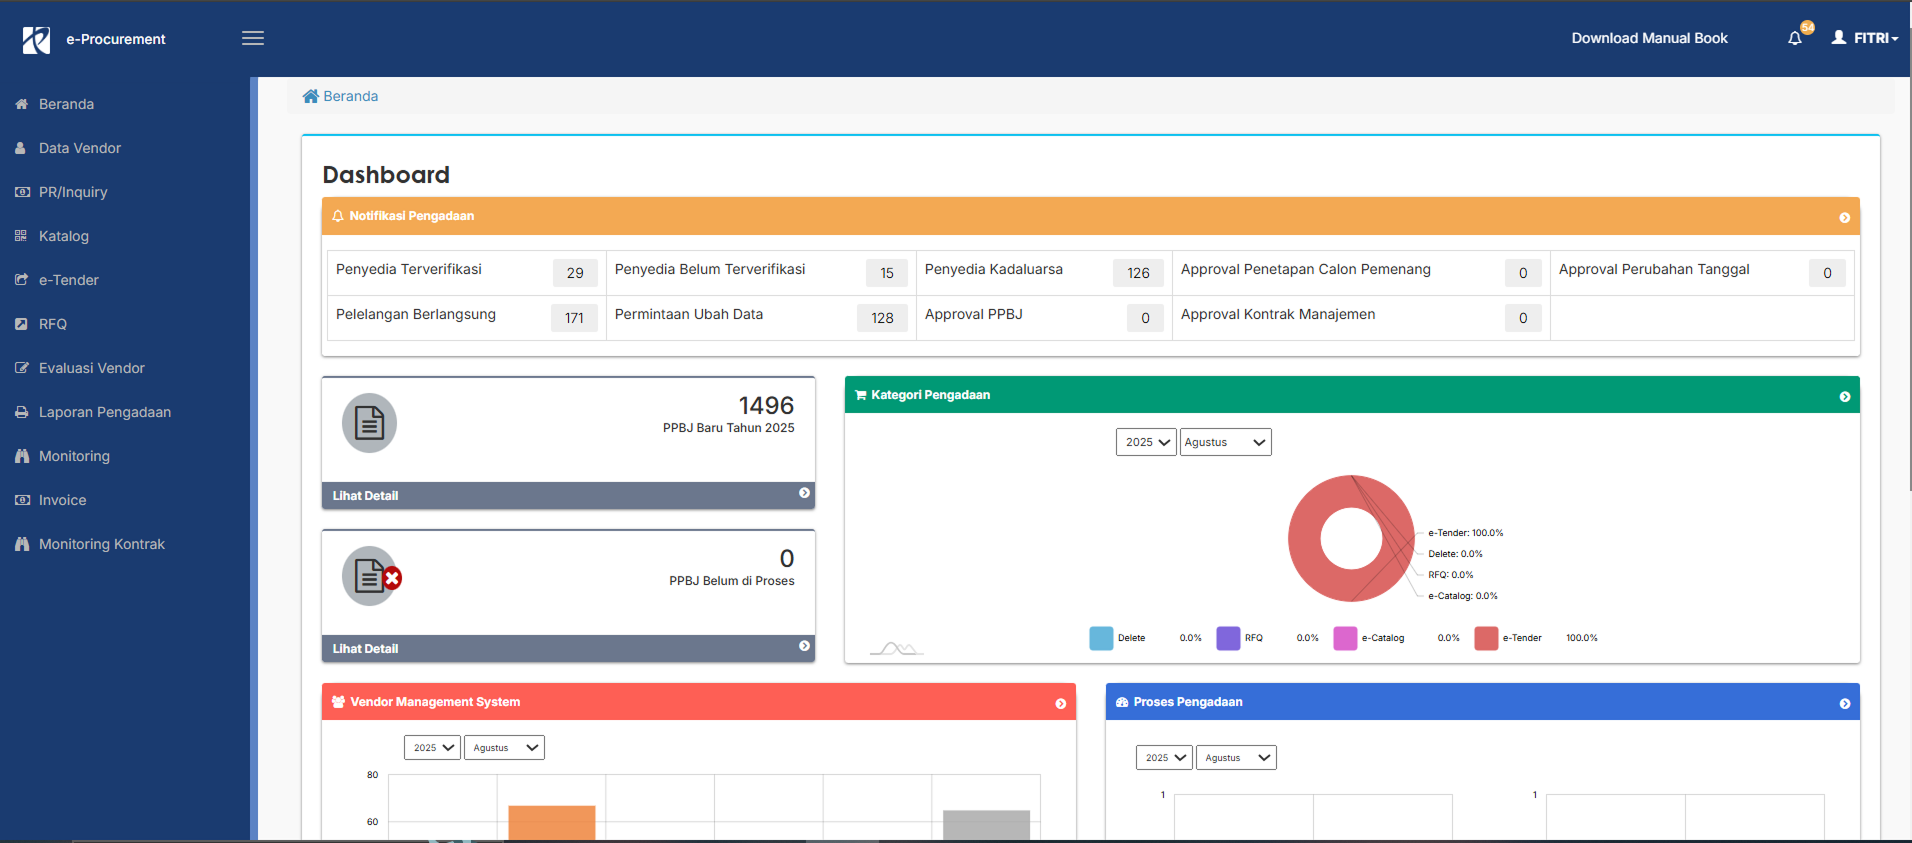 e-Procurement
Download Manual Book
54
FITRI
Beranda
Data Vendor
PR/Inquiry
Katalog
e-Tender
RFQ
Evaluasi Vendor
Laporan Pengadaan
Monitoring
Invoice
Monitoring Kontrak
Beranda
Dashboard
Notifikasi Pengadaan
Penyedia Terverifikasi 29 Penyedia Belum Terverifikasi 15 Penyedia Kadaluarsa 126 Approval Penetapan Calon Pemenang 0 Approval Perubahan Tanggal 0
Pelelangan Berlangsung 171 Permintaan Ubah Data 128 Approval PPBJ 0 Approval Kontrak Manajemen 0
1496
PPBJ Baru Tahun 2025
Lihat Detail
0
PPBJ Belum di Proses
Lihat Detail
Kategori Pengadaan
2025 Agustus
e-Tender: 100.0%
Delete: 0.0%
RFQ: 0.0%
e-Catalog: 0.0%
Delete 0.0% RFQ 0.0% e-Catalog 0.0% e-Tender 100.0%
Vendor Management System
2025 Agustus
80
60
Proses Pengadaan
2025 Agustus
1 1